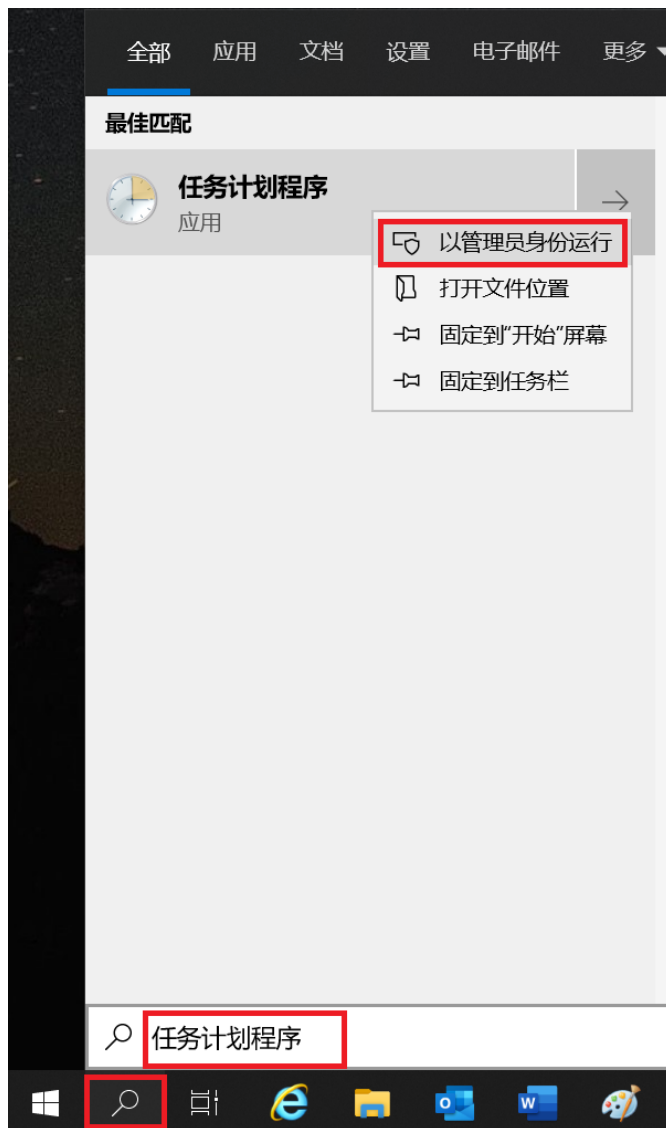 全部 应用 文档 设置 电子邮件 更多
最佳匹配
任务计划程序
应用
以管理员身份运行
打开文件位置
固定到"开始"屏幕
固定到任务栏
任务计划程序